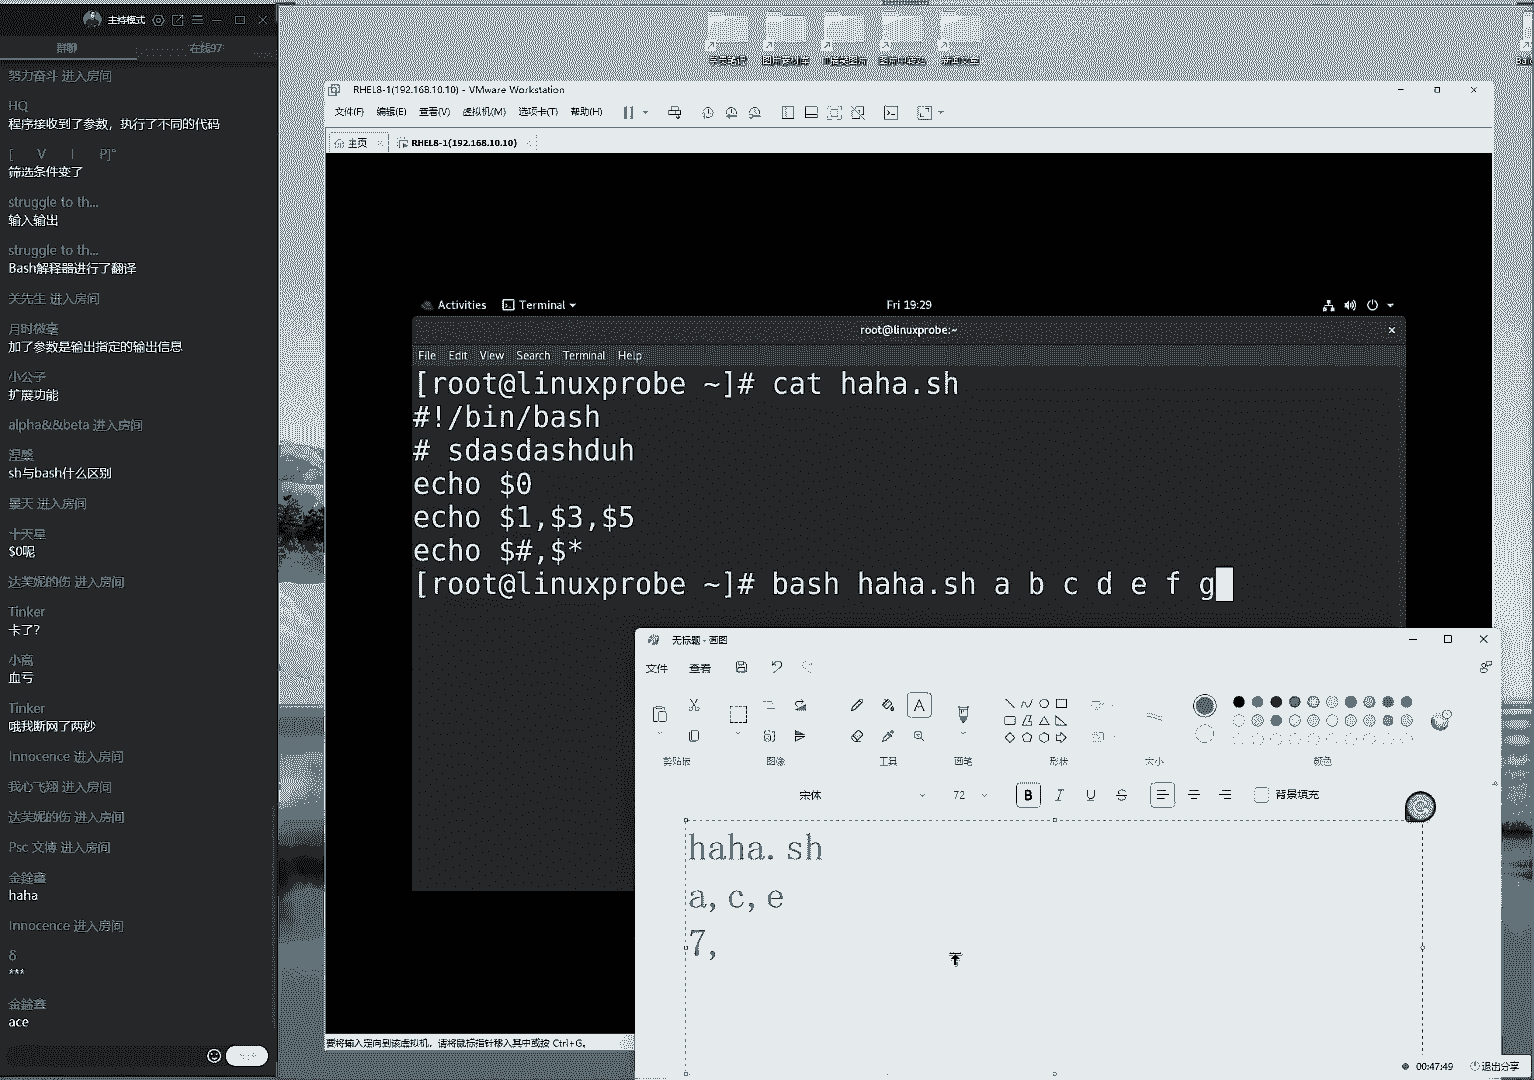 主持模式
群聊
在线97
努力奋斗 进入房间
HQ
程序接收到了参数，执行了不同的代码
[ V I P]°
筛选条件变了
struggle to th...
输入输出
struggle to th...
Bash解释器进行了翻译
关先生 进入房间
月时微毫
加了参数是输出指定的输出信息
小公子
扩展功能
alpha&&beta 进入房间
涅槃
sh与bash什么区别
昊天 进入房间
十天星
$0呢
达芙妮的伤 进入房间
Tinker
卡了？
小高
血亏
Tinker
哦我断网了两秒
Innocence 进入房间
我心飞翔 进入房间
达芙妮的伤 进入房间
Psc 文博 进入房间
haha
Innocence 进入房间
δ
***
ace
RHEL8-1(192.168.10.10) - VMware Workstation
文件(F) 编辑(E) 查看(V) 虚拟机(M) 选项卡(T) 帮助(H)
主页 RHEL8-1(192.168.10.10)
Activities Terminal Fri 19:29
root@linuxprobe:~
File Edit View Search Terminal Help
[root@linuxprobe ~]# cat haha.sh
#!/bin/bash
# sdasdashduh
echo $0
echo $1,$3,$5
echo $#,$*
[root@linuxprobe ~]# bash haha.sh a b c d e f g
无标题 - 画图
文件 查看
剪贴板 图像 工具 画笔 形状 大小 颜色
宋体 72 B I U S 背景填充
haha.sh
a,c,e
7,
要将输入定向到该虚拟机，请将鼠标指针移入其中或按 Ctrl+G。
00:47:49 退出分享